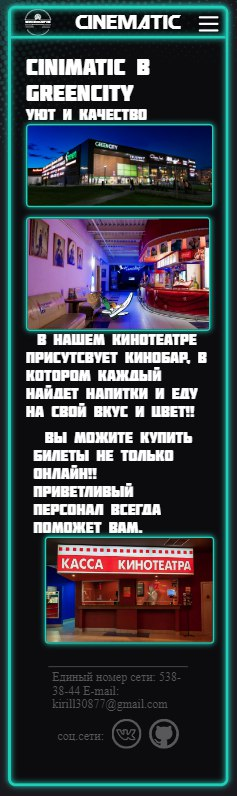 CINEMATIC
CINIMATIC В
GREENCITY
УЮТ И КАЧЕСТВО
GREENCITY
В НАШЕМ КИНОТЕАТРЕ
ПРИСУТСВУЕТ КИНОБАР, В
КОТОРОМ КАЖДЫЙ
НАЙДЕТ НАПИТКИ И ЕДУ
НА СВОЙ ВКУС И ЦВЕТ!!
ВЫ МОЖИТЕ КУПИТЬ
БИЛЕТЫ НЕ ТОЛЬКО
ОНЛАЙН!!
ПРИВЕТЛИВЫЙ
ПЕРСОНАЛ ВСЕГДА
ПОМОЖЕТ ВАМ.
КАССА КИНОТЕАТРА
Единый номер сети: 538-
38-44 E-mail:
kirill30877@gmail.com
соц.сети: